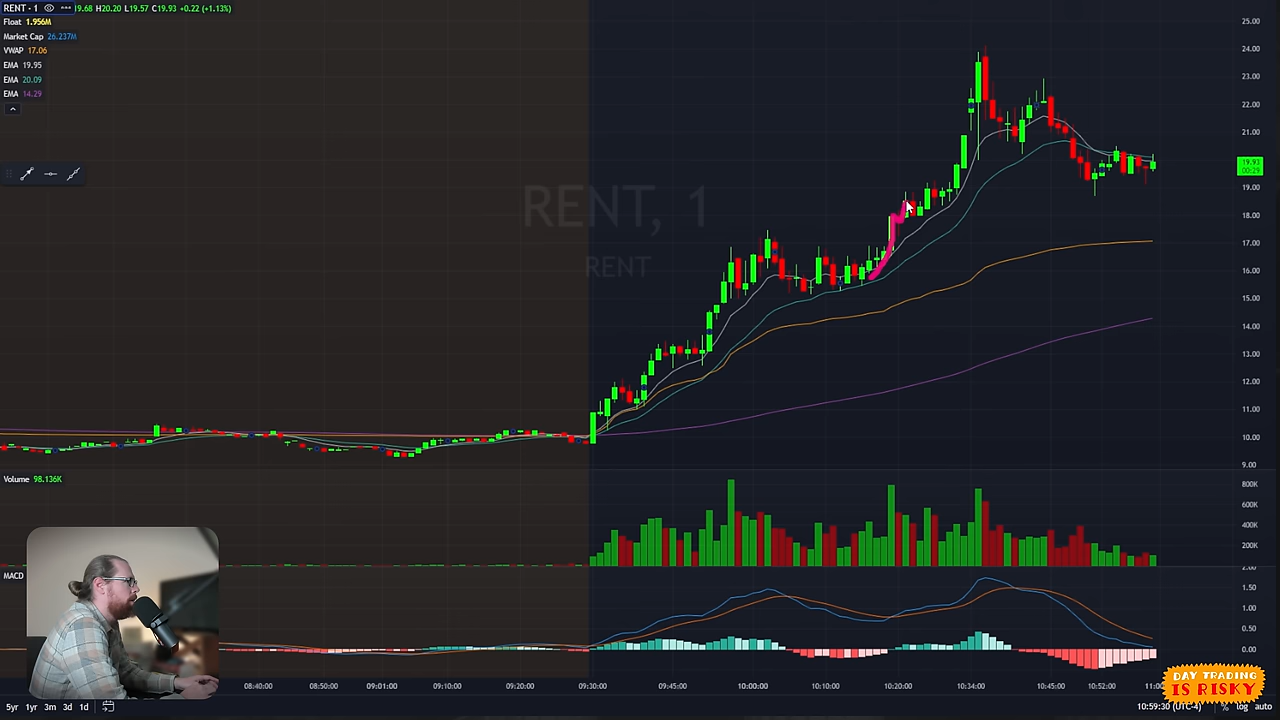 RENT - 1 9.68 H20.20 L19.57 C19.93 +0.22 (+1.13%)
Float 1.956M
Market Cap 26.237M
VWAP 17.06
EMA 19.95
EMA 20.09
EMA 14.29
RENT, 1
RENT
25.00
24.00
23.00
22.00
21.00
19.93
00:29
19.00
18.00
17.00
16.00
15.00
14.00
13.00
12.00
11.00
10.00
9.00
Volume 98.136K
800K
600K
400K
200K
MACD
2.00
1.50
1.00
0.50
0.00
08:40:00 08:50:00 09:01:00 09:10:00 09:20:00 09:30:00 09:45:00 10:00:00 10:10:00 10:20:00 10:34:00 10:45:00 10:52:00 11:00
DAY TRADING
IS RISKY
5yr 1yr 3m 3d 1d 10:59:30 (UTC-4) % log auto